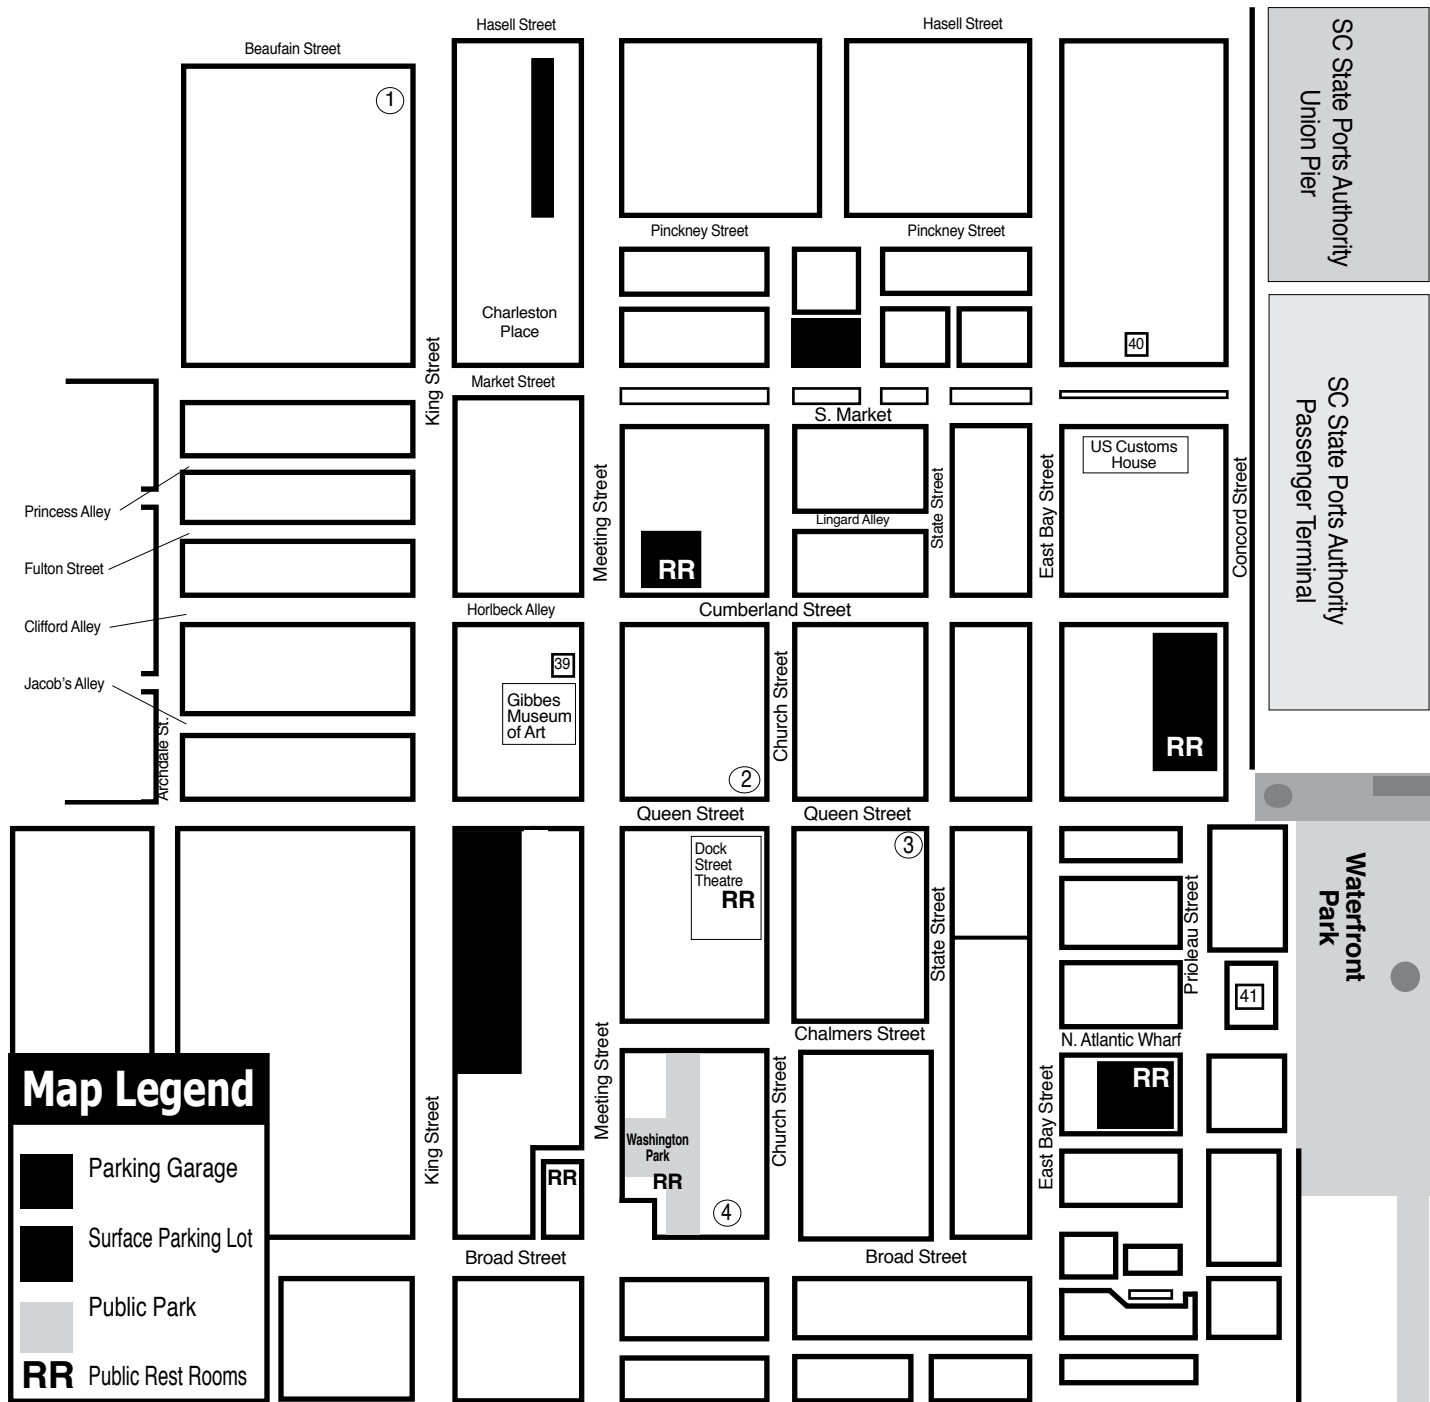 Hasell Street
Hasell Street
Beaufain Street
1
SC State Ports Authority
Union Pier
Pinckney Street
Pinckney Street
Charleston
Place
40
King Street
Market Street
S. Market
SC State Ports Authority
Passenger Terminal
US Customs
House
Meeting Street
State Street
East Bay Street
Concord Street
Princess Alley
Lingard Alley
Fulton Street
RR
Horlbeck Alley
Cumberland Street
Clifford Alley
39
Jacob's Alley
Gibbes
Museum
of Art
Church Street
RR
Archdale St.
2
Queen Street
Queen Street
Dock
Street
Theatre
RR
3
State Street
Prioleau Street
Waterfront
Park
41
Chalmers Street
N. Atlantic Wharf
Meeting Street
Church Street
East Bay Street
RR
King Street
Washington
Park
RR
RR
4
Broad Street
Broad Street
Map Legend
Parking Garage
Surface Parking Lot
Public Park
RR Public Rest Rooms